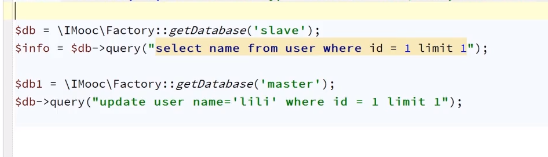 $db = \IMooc\Factory::getDatabase('slave');
$info = $db->query("select name from user where id = 1 limit 1");
$db1 = \IMooc\Factory::getDatabase('master');
$db->query("update user name='lili' where id = 1 limit 1");